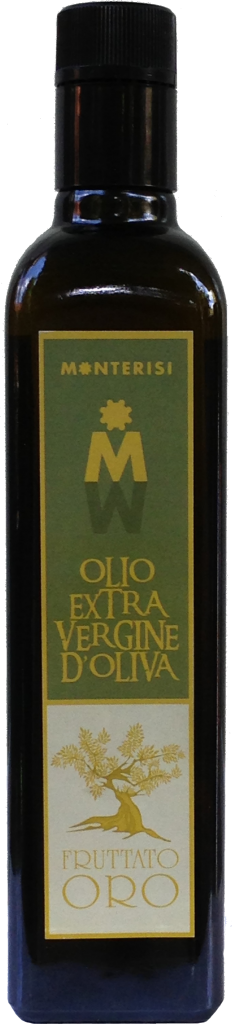 MONTERISI
M
OLIO
EXTRA
VERGINE
D'OLIVA
FRUTTATO
ORO